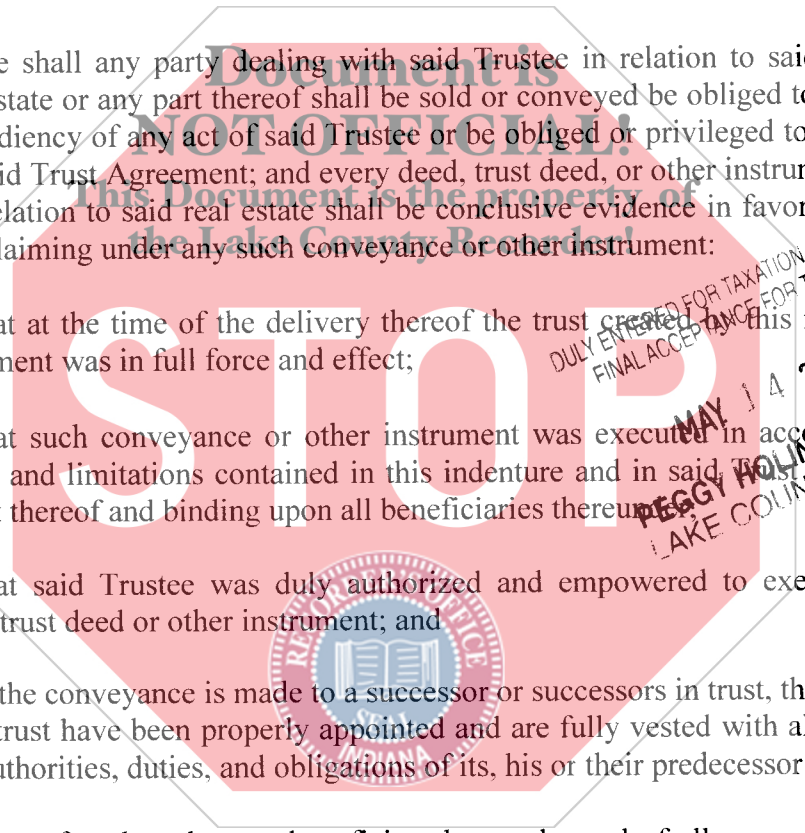 e shall any party dealing with said Trustee in relation to said
state or any part thereof shall be sold or conveyed be obliged to
diency of any act of said Trustee or be obliged or privileged to
id Trust Agreement; and every deed, trust deed, or other instrum
elation to said real estate shall be conclusive evidence in favor
laiming under any such conveyance or other instrument:
Document is
NOT OFFICIAL!
This Document is the property of
the Lake County Recorder!
STOP
at at the time of the delivery thereof the trust created by this
ment was in full force and effect;
DULY ENTERED FOR TAXATION
FINAL ACCEPTANCE FOR T
MAY 14 2
PEGGY HOLIN
LAKE COUN
at such conveyance or other instrument was executed in acco
and limitations contained in this indenture and in said Trust
t thereof and binding upon all beneficiaries thereunder;
at said Trustee was duly authorized and empowered to exe
trust deed or other instrument; and
RECORDER'S OFFICE
SEAL
INDIANA
the conveyance is made to a successor or successors in trust, th
trust have been properly appointed and are fully vested with al
uthorities, duties, and obligations of its, his or their predecessor